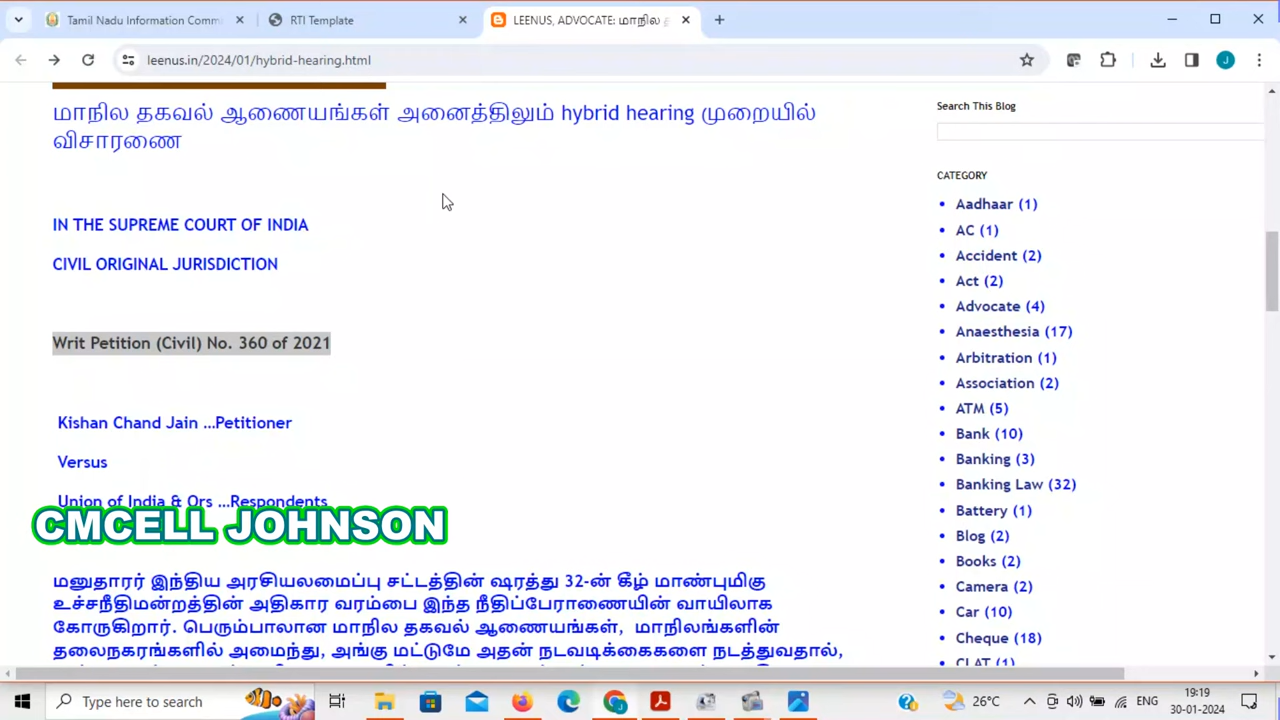 Tamil Nadu Information Comm
RTI Template
LEENUS, ADVOCATE: மாநில த
leenus.in/2024/01/hybrid-hearing.html
J
மாநில தகவல் ஆணையங்கள் அனைத்திலும் hybrid hearing முறையில்
விசாரணை
IN THE SUPREME COURT OF INDIA
CIVIL ORIGINAL JURISDICTION
Writ Petition (Civil) No. 360 of 2021
Kishan Chand Jain ...Petitioner
Versus
Union of India & Ors ...Respondents
CMCELL JOHNSON
மனுதாரர் இந்திய அரசியலமைப்பு சட்டத்தின் ஷரத்து 32-ன் கீழ் மாண்புமிகு
உச்சநீதிமன்றத்தின் அதிகார வரம்பை இந்த நீதிப்பேராணையின் வாயிலாக
கோருகிறார். பெரும்பாலான மாநில தகவல் ஆணையங்கள், மாநிலங்களின்
தலைநகரங்களில் அமைந்து, அங்கு மட்டுமே அதன் நடவடிக்கைகளை நடத்துவதால்,
Search This Blog
CATEGORY
Aadhaar (1)
AC (1)
Accident (2)
Act (2)
Advocate (4)
Anaesthesia (17)
Arbitration (1)
Association (2)
ATM (5)
Bank (10)
Banking (3)
Banking Law (32)
Battery (1)
Blog (2)
Books (2)
Camera (2)
Car (10)
Cheque (18)
CLAT (1)
Type here to search
26°C
ENG
19:19
30-01-2024